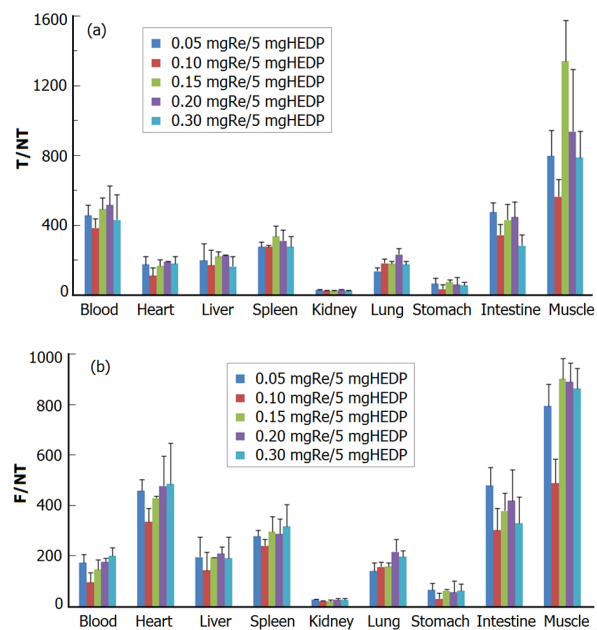 1600
(a)
0.05 mgRe/5 mgHEDP
0.10 mgRe/5 mgHEDP
0.15 mgRe/5 mgHEDP
0.20 mgRe/5 mgHEDP
0.30 mgRe/5 mgHEDP
1200
T/NT
800
400
0
Blood Heart Liver Spleen Kidney Lung Stomach Intestine Muscle
1000
(b)
0.05 mgRe/5 mgHEDP
0.10 mgRe/5 mgHEDP
0.15 mgRe/5 mgHEDP
0.20 mgRe/5 mgHEDP
0.30 mgRe/5 mgHEDP
800
600
F/NT
400
200
0
Blood Heart Liver Spleen Kidney Lung Stomach Intestine Muscle